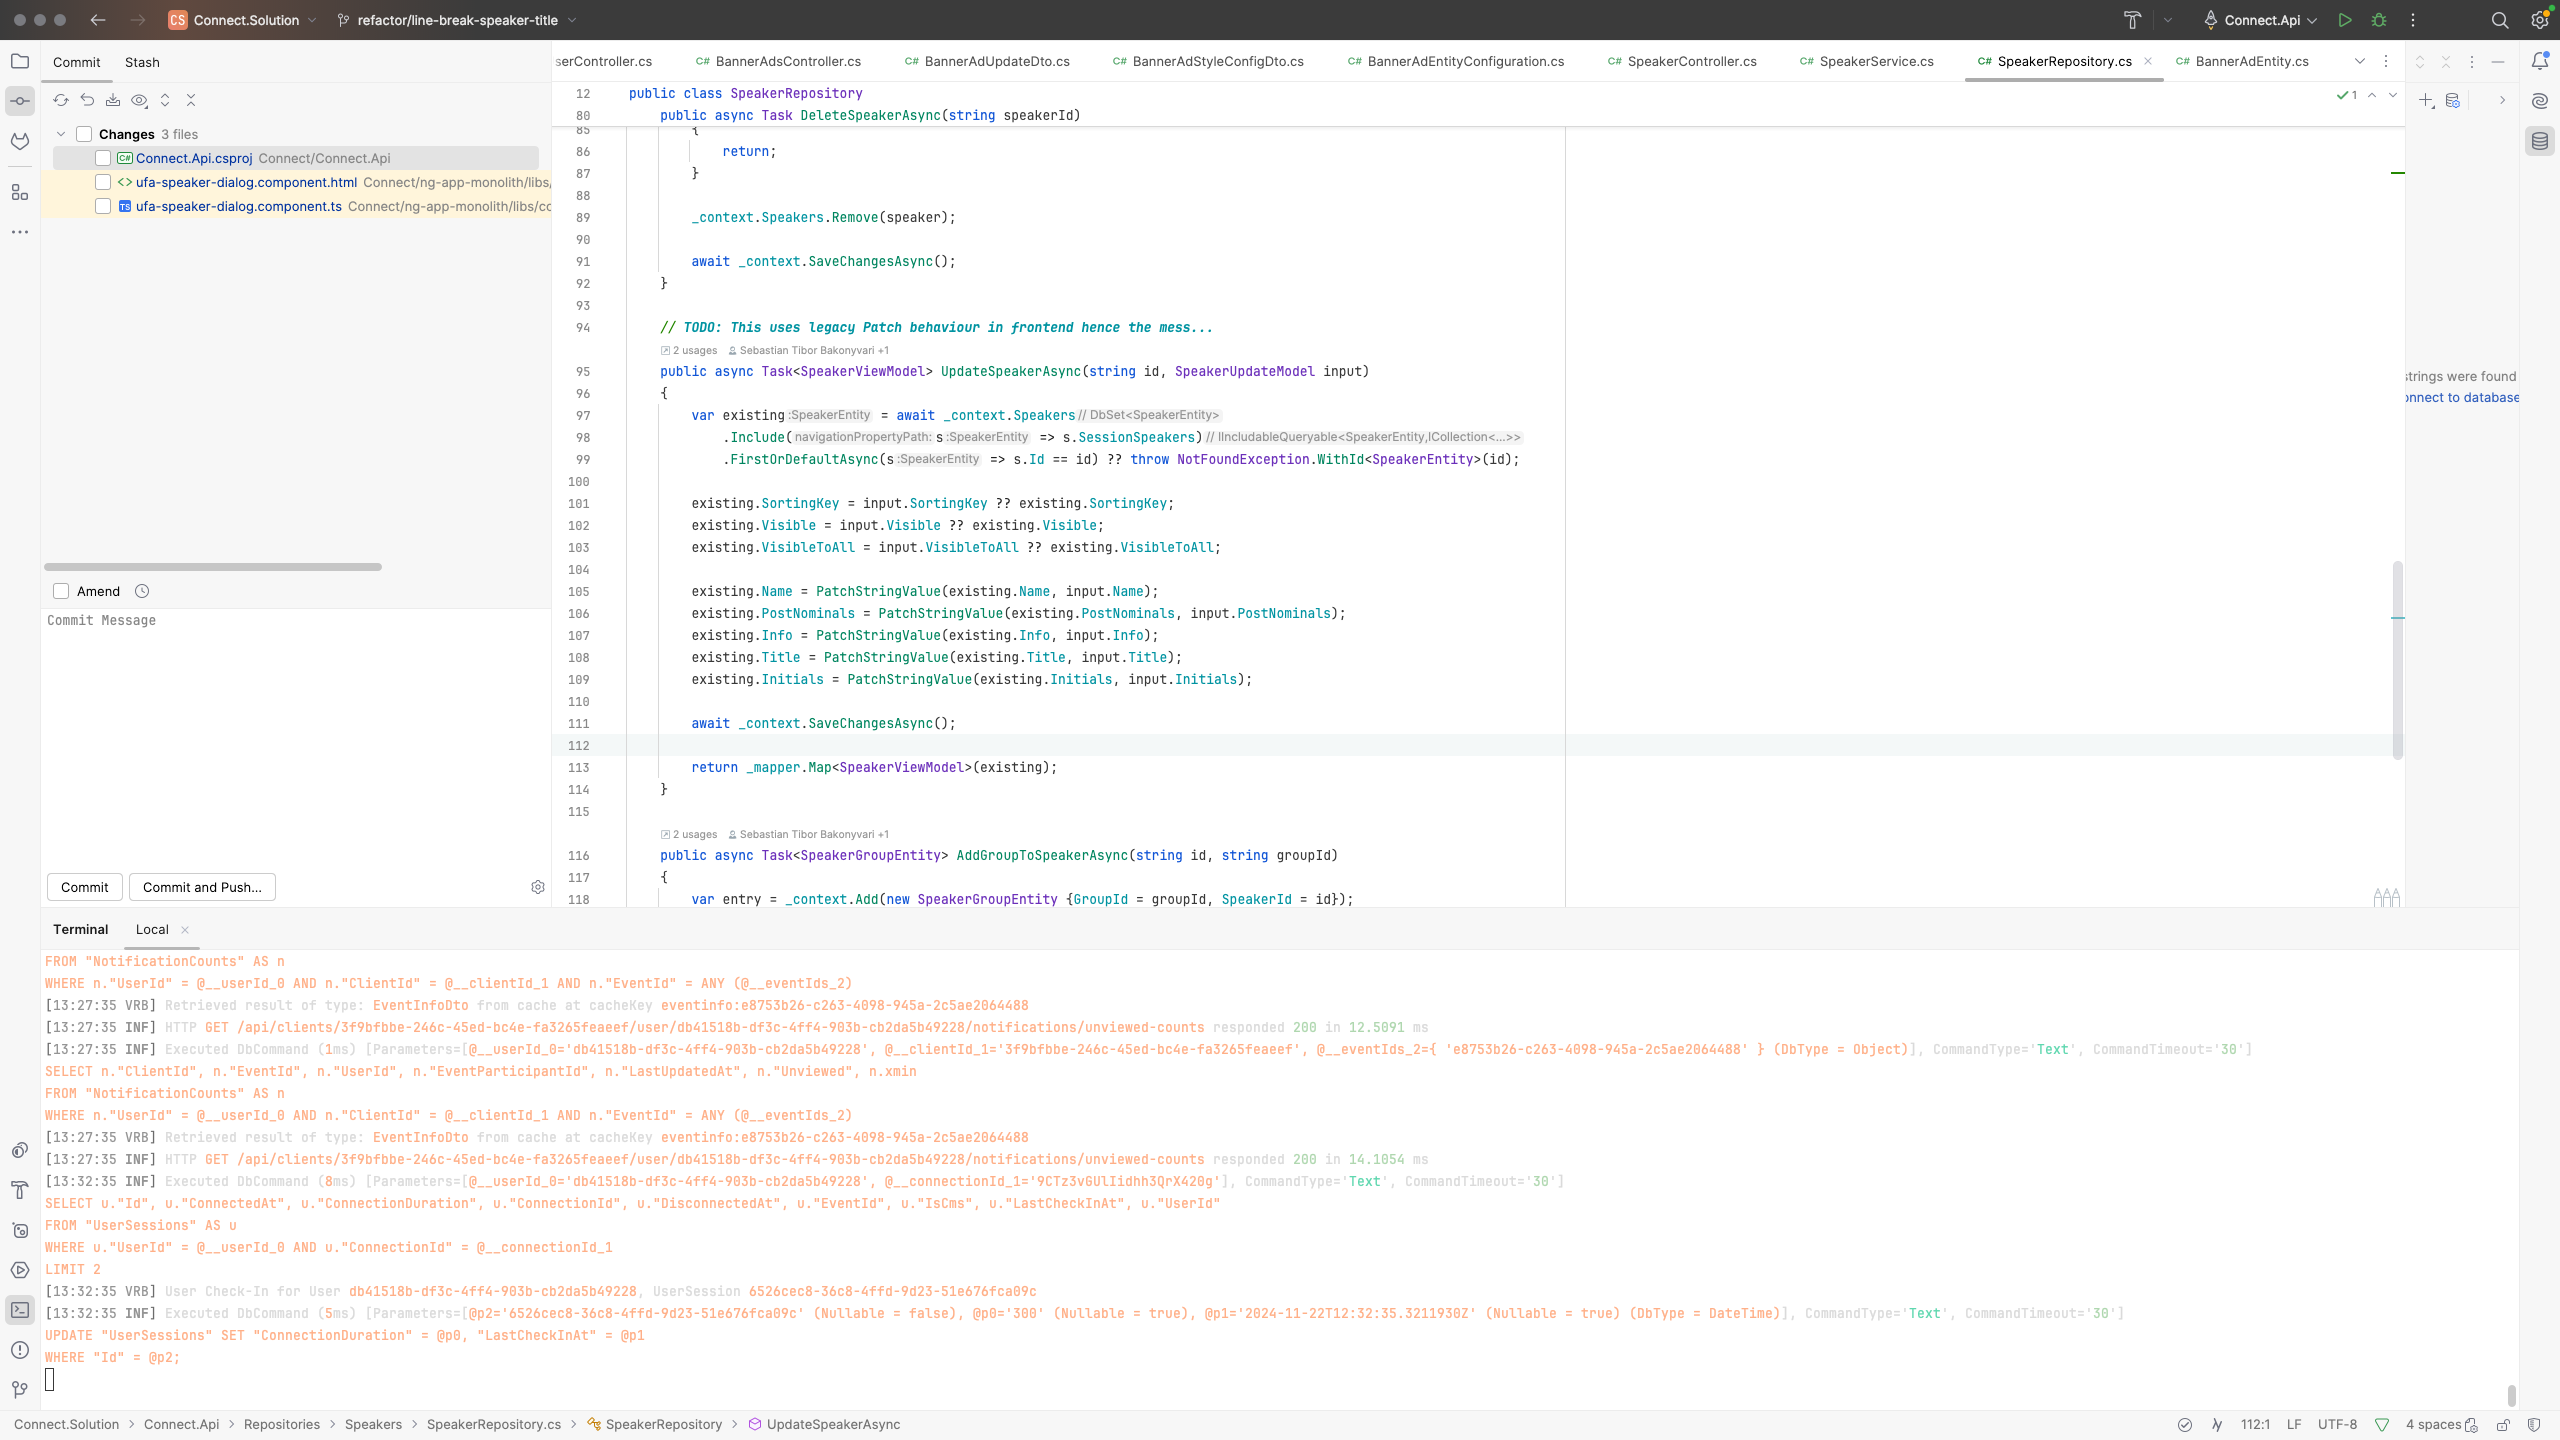 CS Connect.Solution refactor/line-break-speaker-title Connect.Api
Commit Stash
serController.cs C# BannerAdsController.cs C# BannerAdUpdateDto.cs C# BannerAdStyleConfigDto.cs C# BannerAdEntityConfiguration.cs C# SpeakerController.cs C# SpeakerService.cs C# SpeakerRepository.cs C# BannerAdEntity.cs
Changes 3 files
C# Connect.Api.csproj Connect/Connect.Api
<> ufa-speaker-dialog.component.html Connect/ng-app-monolith/libs/
TS ufa-speaker-dialog.component.ts Connect/ng-app-monolith/libs/co
Amend
Commit Message
Commit Commit and Push...
12 public class SpeakerRepository
1
80 public async Task DeleteSpeakerAsync(string speakerId)
85 {
86 return;
87 }
88
89 _context.Speakers.Remove(speaker);
90
91 await _context.SaveChangesAsync();
92 }
93
94 // TODO: This uses legacy Patch behaviour in frontend hence the mess...
2 usages Sebastian Tibor Bakonyvari +1
95 public async Task<SpeakerViewModel> UpdateSpeakerAsync(string id, SpeakerUpdateModel input)
96 {
97 var existing :SpeakerEntity = await _context.Speakers // DbSet<SpeakerEntity>
98 .Include( navigationPropertyPath: s :SpeakerEntity => s.SessionSpeakers) // IIncludableQueryable<SpeakerEntity,ICollection<...>>
99 .FirstOrDefaultAsync(s :SpeakerEntity => s.Id == id) ?? throw NotFoundException.WithId<SpeakerEntity>(id);
100
101 existing.SortingKey = input.SortingKey ?? existing.SortingKey;
102 existing.Visible = input.Visible ?? existing.Visible;
103 existing.VisibleToAll = input.VisibleToAll ?? existing.VisibleToAll;
104
105 existing.Name = PatchStringValue(existing.Name, input.Name);
106 existing.PostNominals = PatchStringValue(existing.PostNominals, input.PostNominals);
107 existing.Info = PatchStringValue(existing.Info, input.Info);
108 existing.Title = PatchStringValue(existing.Title, input.Title);
109 existing.Initials = PatchStringValue(existing.Initials, input.Initials);
110
111 await _context.SaveChangesAsync();
112
113 return _mapper.Map<SpeakerViewModel>(existing);
114 }
115
2 usages Sebastian Tibor Bakonyvari +1
116 public async Task<SpeakerGroupEntity> AddGroupToSpeakerAsync(string id, string groupId)
117 {
118 var entry = _context.Add(new SpeakerGroupEntity {GroupId = groupId, SpeakerId = id});
strings were found
onnect to database
Terminal Local
FROM "NotificationCounts" AS n
WHERE n."UserId" = @__userId_0 AND n."ClientId" = @__clientId_1 AND n."EventId" = ANY (@__eventIds_2)
[13:27:35 VRB] Retrieved result of type: EventInfoDto from cache at cacheKey eventinfo:e8753b26-c263-4098-945a-2c5ae2064488
[13:27:35 INF] HTTP GET /api/clients/3f9bfbbe-246c-45ed-bc4e-fa3265feaeef/user/db41518b-df3c-4ff4-903b-cb2da5b49228/notifications/unviewed-counts responded 200 in 12.5091 ms
[13:27:35 INF] Executed DbCommand (1ms) [Parameters=[@__userId_0='db41518b-df3c-4ff4-903b-cb2da5b49228', @__clientId_1='3f9bfbbe-246c-45ed-bc4e-fa3265feaeef', @__eventIds_2={ 'e8753b26-c263-4098-945a-2c5ae2064488' } (DbType = Object)], CommandType='Text', CommandTimeout='30']
SELECT n."ClientId", n."EventId", n."UserId", n."EventParticipantId", n."LastUpdatedAt", n."Unviewed", n.xmin
FROM "NotificationCounts" AS n
WHERE n."UserId" = @__userId_0 AND n."ClientId" = @__clientId_1 AND n."EventId" = ANY (@__eventIds_2)
[13:27:35 VRB] Retrieved result of type: EventInfoDto from cache at cacheKey eventinfo:e8753b26-c263-4098-945a-2c5ae2064488
[13:27:35 INF] HTTP GET /api/clients/3f9bfbbe-246c-45ed-bc4e-fa3265feaeef/user/db41518b-df3c-4ff4-903b-cb2da5b49228/notifications/unviewed-counts responded 200 in 14.1054 ms
[13:32:35 INF] Executed DbCommand (8ms) [Parameters=[@__userId_0='db41518b-df3c-4ff4-903b-cb2da5b49228', @__connectionId_1='9CTz3vGUlIidhh3QrX420g'], CommandType='Text', CommandTimeout='30']
SELECT u."Id", u."ConnectedAt", u."ConnectionDuration", u."ConnectionId", u."DisconnectedAt", u."EventId", u."IsCms", u."LastCheckInAt", u."UserId"
FROM "UserSessions" AS u
WHERE u."UserId" = @__userId_0 AND u."ConnectionId" = @__connectionId_1
LIMIT 2
[13:32:35 VRB] User Check-In for User db41518b-df3c-4ff4-903b-cb2da5b49228, UserSession 6526cec8-36c8-4ffd-9d23-51e676fca09c
[13:32:35 INF] Executed DbCommand (5ms) [Parameters=[@p2='6526cec8-36c8-4ffd-9d23-51e676fca09c' (Nullable = false), @p0='300' (Nullable = true), @p1='2024-11-22T12:32:35.3211930Z' (Nullable = true) (DbType = DateTime)], CommandType='Text', CommandTimeout='30']
UPDATE "UserSessions" SET "ConnectionDuration" = @p0, "LastCheckInAt" = @p1
WHERE "Id" = @p2;
Connect.Solution > Connect.Api > Repositories > Speakers > SpeakerRepository.cs > SpeakerRepository > UpdateSpeakerAsync 112:1 LF UTF-8 4 spaces